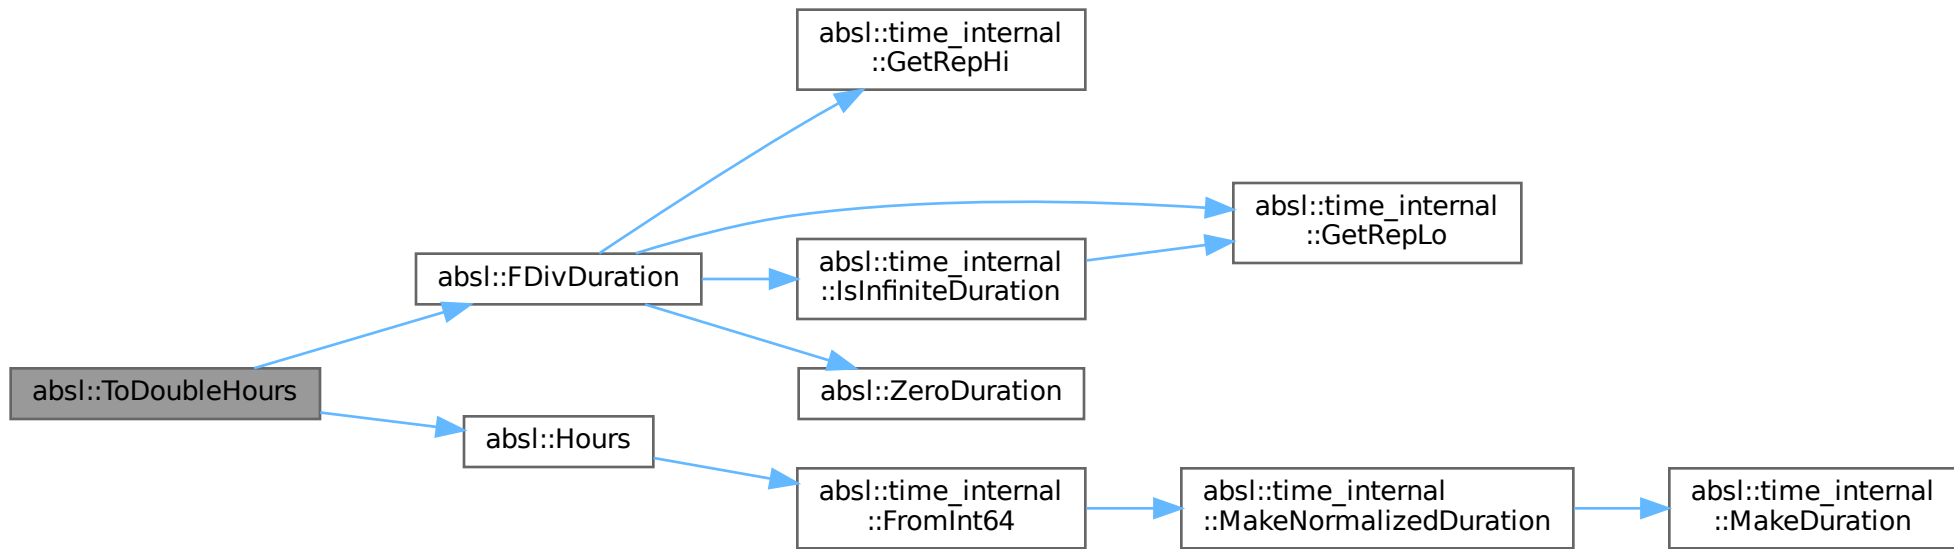 absl::time_internal
::GetRepHi
absl::time_internal
::GetRepLo
absl::FDivDuration
absl::time_internal
::IsInfiniteDuration
absl::ToDoubleHours
absl::ZeroDuration
absl::Hours
absl::time_internal
::FromInt64
absl::time_internal
::MakeNormalizedDuration
absl::time_internal
::MakeDuration